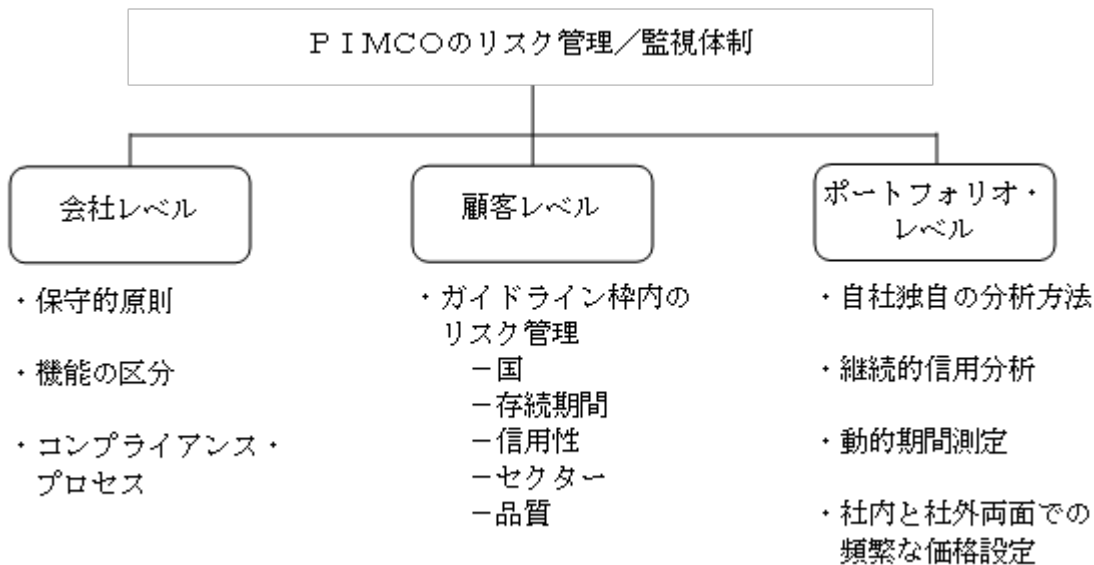 ＰＩＭＣＯのリスク管理／監視体制
会社レベル
・保守的原則
・機能の区分
・コンプライアンス・
プロセス
顧客レベル
・ガイドライン枠内の
リスク管理
－国
－存続期間
－信用性
－セクター
－品質
ポートフォリオ・
レベル
・自社独自の分析方法
・継続的信用分析
・動的期間測定
・社内と社外両面での
頻繁な価格設定